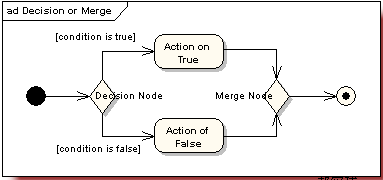 ad Decision or Merge
[condition is true]
Action on
True
Decision Node
Merge Node
Action of
False
[condition is false]